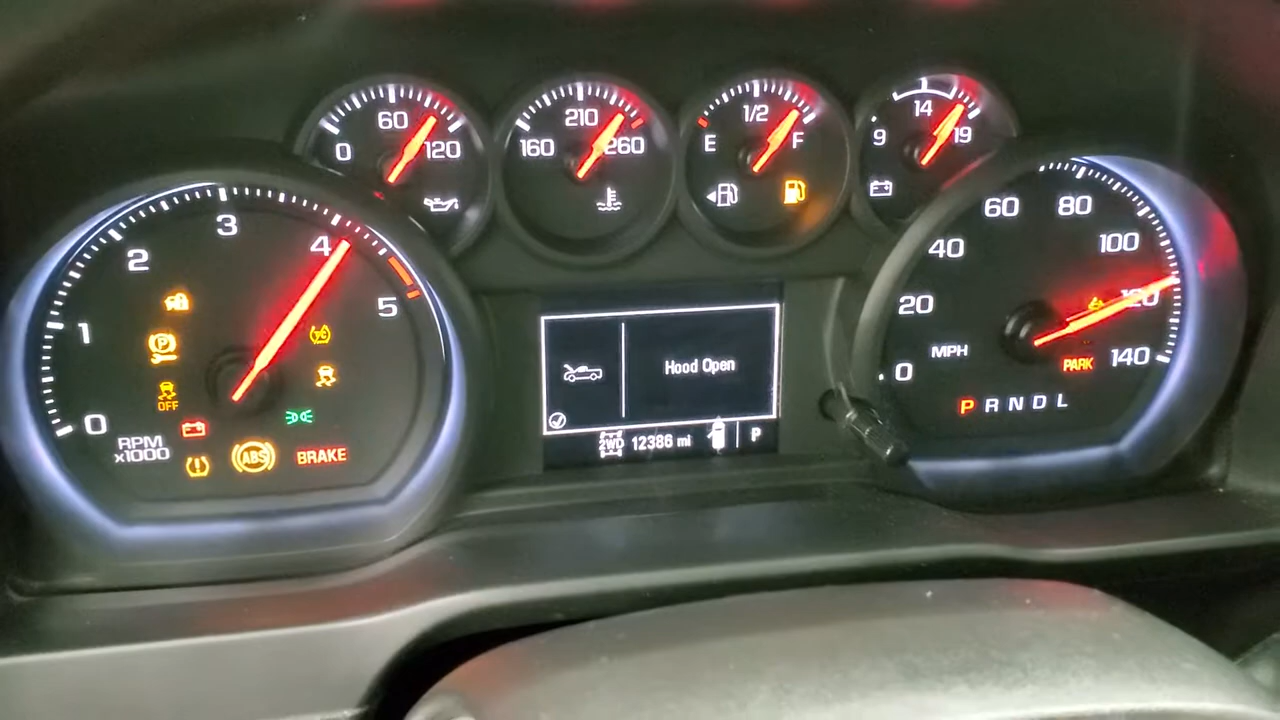 0 60 120
160 210 260
E 1/2 F
9 14 19
0 1 2 3 4 5
RPM
x1000
OFF
ABS
BRAKE
Hood Open
2WD 12386 mi P
0 20 40 60 80 100 120 140
MPH
PARK
P R N D L